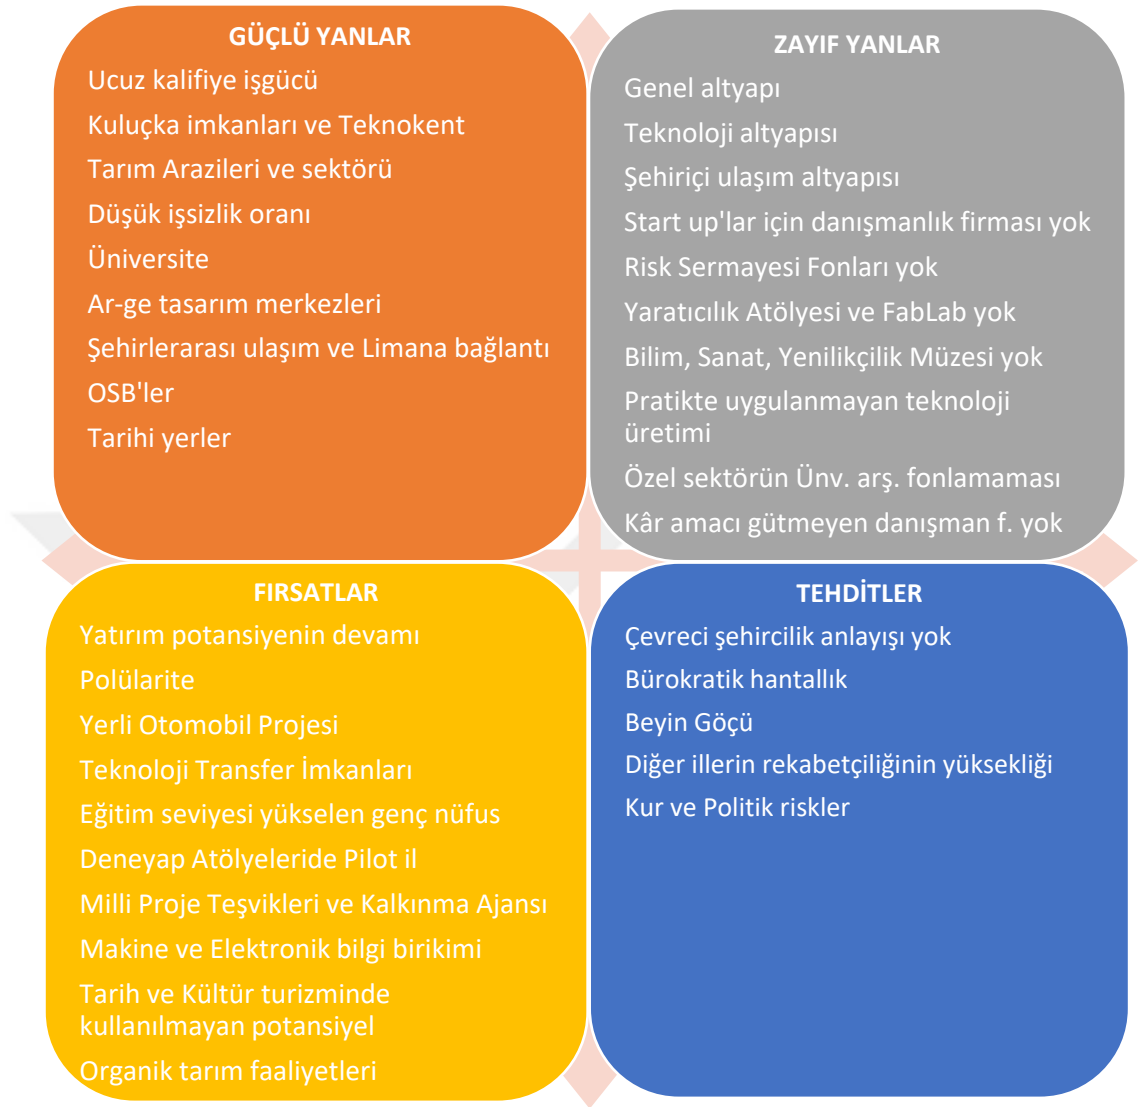 GÜÇLÜ YANLAR
Ucuz kalifiye işgücü
Kuluçka imkanları ve Teknokent
Tarım Arazileri ve sektörü
Düşük işsizlik oranı
Üniversite
Ar-ge tasarım merkezleri
Şehirlerarası ulaşım ve Limana bağlantı
OSB'ler
Tarihi yerler
ZAYIF YANLAR
Genel altyapı
Teknoloji altyapısı
Şehiriçi ulaşım altyapısı
Start up'lar için danışmanlık firması yok
Risk Sermayesi Fonları yok
Yaratıcılık Atölyesi ve FabLab yok
Bilim, Sanat, Yenilikçilik Müzesi yok
Pratikte uygulanmayan teknoloji
üretimi
Özel sektörün Ünv. arş. fonlamaması
Kâr amacı gütmeyen danışman f. yok
FIRSATLAR
Yatırım potansiyenin devamı
Polülarite
Yerli Otomobil Projesi
Teknoloji Transfer İmkanları
Eğitim seviyesi yükselen genç nüfus
Deneyap Atölyeleride Pilot il
Milli Proje Teşvikleri ve Kalkınma Ajansı
Makine ve Elektronik bilgi birikimi
Tarih ve Kültür turizminde
kullanılmayan potansiyel
Organik tarım faaliyetleri
TEHDİTLER
Çevreci şehircilik anlayışı yok
Bürokratik hantallık
Beyin Göçü
Diğer illerin rekabetçiliğinin yüksekliği
Kur ve Politik riskler